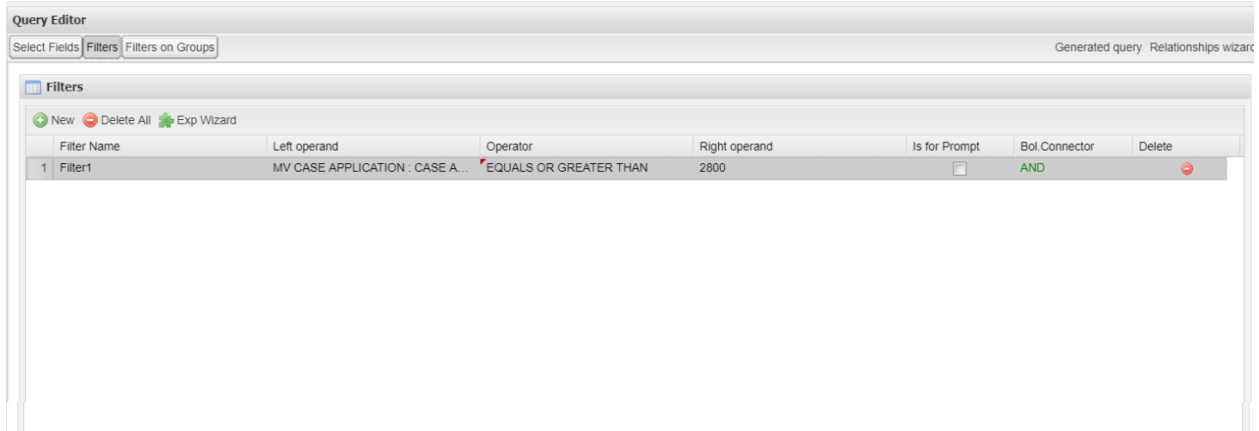 Query Editor
Select Fields Filters Filters on Groups Generated query Relationships wizard
Filters
New Delete All Exp Wizard
Filter Name Left operand Operator Right operand Is for Prompt Bol.Connector Delete
1 Filter1 MV CASE APPLICATION : CASE A... EQUALS OR GREATER THAN 2800 AND